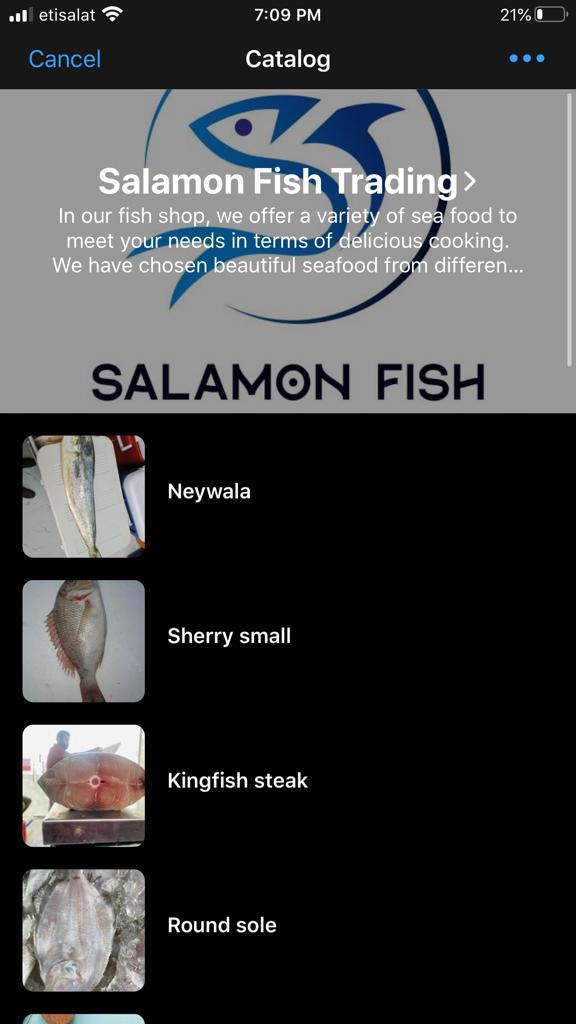 etisalat 7:09 PM 21%
Cancel Catalog
Salamon Fish Trading
In our fish shop, we offer a variety of sea food to
meet your needs in terms of delicious cooking.
We have chosen beautiful seafood from differen...
SALAMON FISH
Neywala
Sherry small
Kingfish steak
Round sole